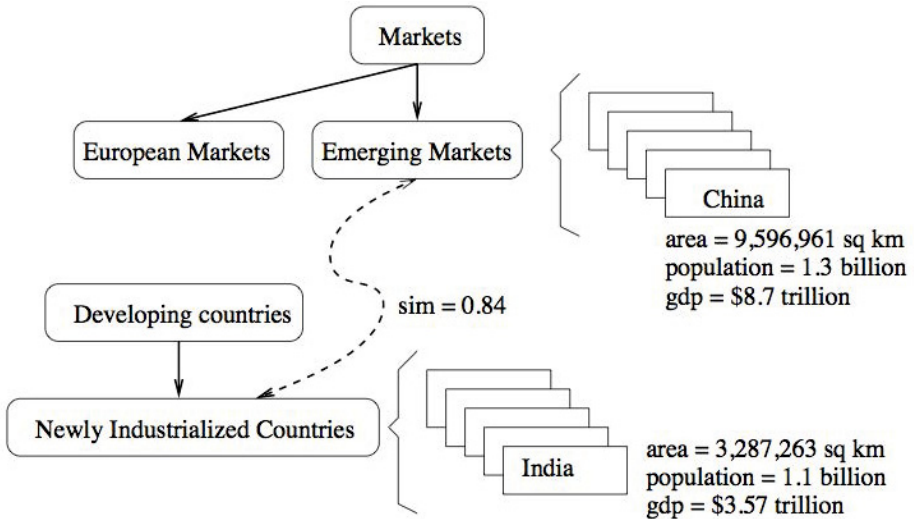 Markets
European Markets
Emerging Markets
China
area = 9,596,961 sq km
population = 1.3 billion
gdp = $8.7 trillion
Developing countries
sim = 0.84
Newly Industrialized Countries
India
area = 3,287,263 sq km
population = 1.1 billion
gdp = $3.57 trillion